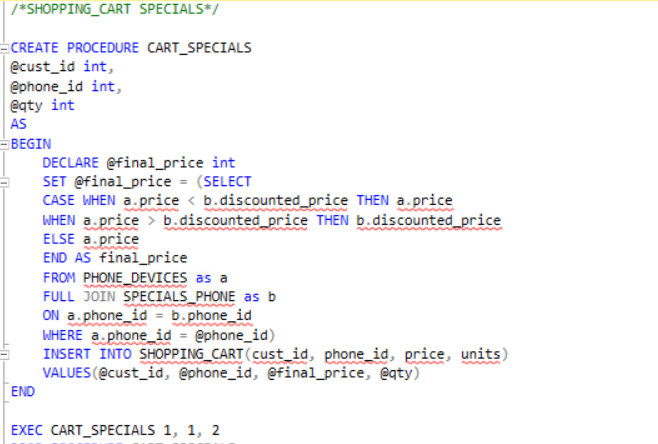 /*SHOPPING_CART SPECIALS*/
CREATE PROCEDURE CART_SPECIALS
@cust_id int,
@phone_id int,
@qty int
AS
BEGIN
DECLARE @final_price int
SET @final_price = (SELECT
CASE WHEN a.price < b.discounted_price THEN a.price
WHEN a.price > b.discounted_price THEN b.discounted_price
ELSE a.price
END AS final_price
FROM PHONE_DEVICES as a
FULL JOIN SPECIALS_PHONE as b
ON a.phone_id = b.phone_id
WHERE a.phone_id = @phone_id)
INSERT INTO SHOPPING_CART(cust_id, phone_id, price, units)
VALUES(@cust_id, @phone_id, @final_price, @qty)
END
EXEC CART_SPECIALS 1, 1, 2